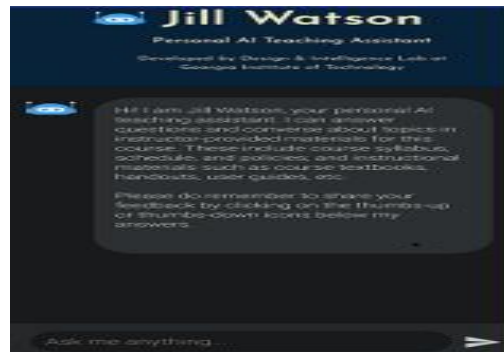 Jill Watson
Personal AI Teaching Assistant
Developed by Design & Intelligence Lab at
Georgia Institute of Technology
Hi! I am Jill Watson, your personal AI
teaching assistant. I can answer
questions and converse about topics in
instructor-provided materials for this
course. These include course syllabus,
schedule, and policies, and instructional
materials such as course textbooks,
handouts, user guides, etc.
Please do remember to share your
feedback by clicking on the thumbs-up
or thumbs-down icons below my
answers.
Ask me anything...